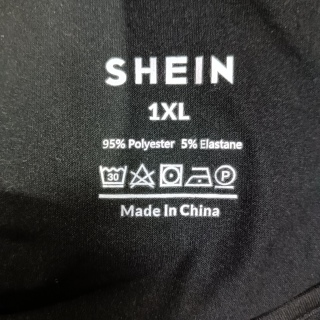 SHEIN
1XL
95% Polyester 5% Elastane
30 P
Made In China